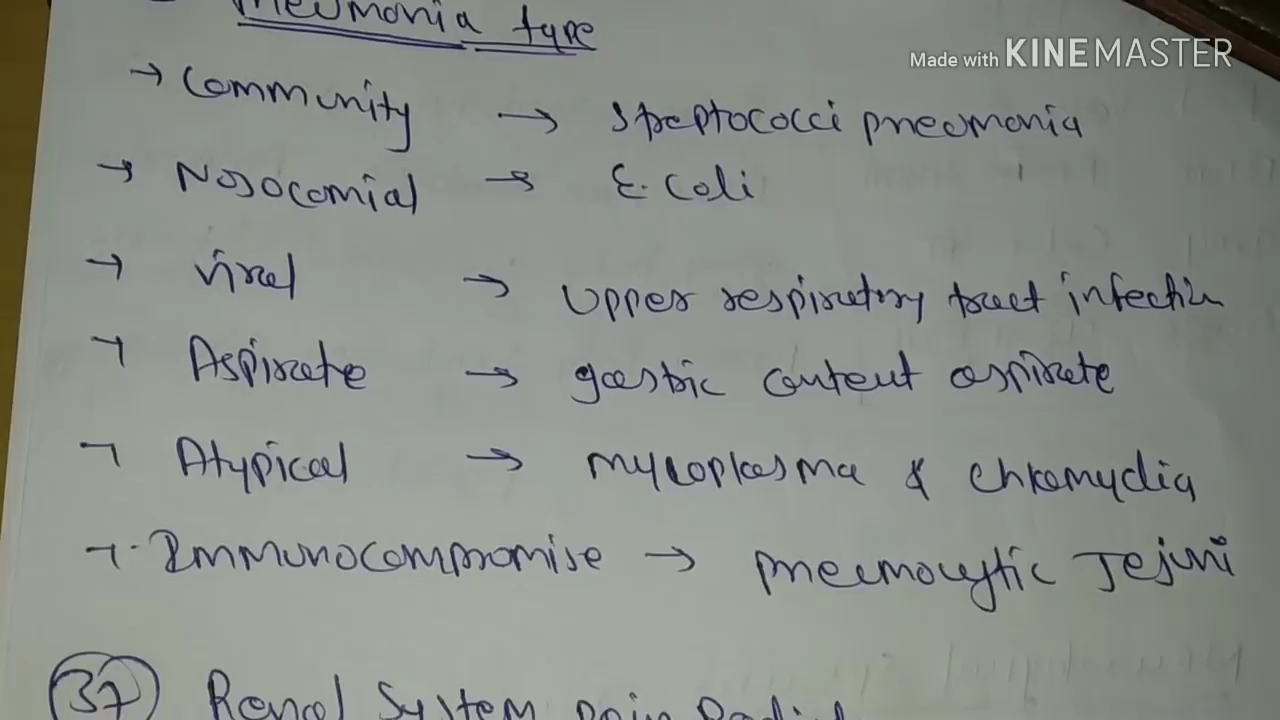 Pneumonia type
Made with KINEMASTER
→ Community → Streptococci pneumonia
→ Nosocomial → E. Coli
→ Viral → Upper respiratory tract infection
→ Aspirate → gastric content aspirate
→ Atypical → mycoplasma & Chlamydia
→ Immunocompromise → pneumocytic Jejuni
37 Renal System pain